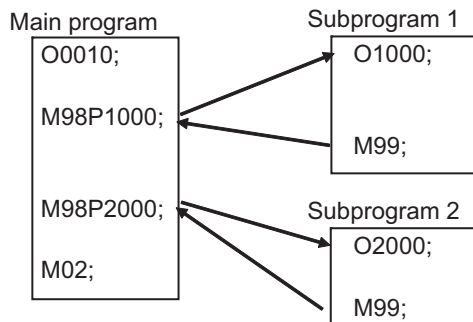 Main program
O0010;
M98P1000;
M98P2000;
M02;
Subprogram 1
O1000;
M99;
Subprogram 2
O2000;
M99;